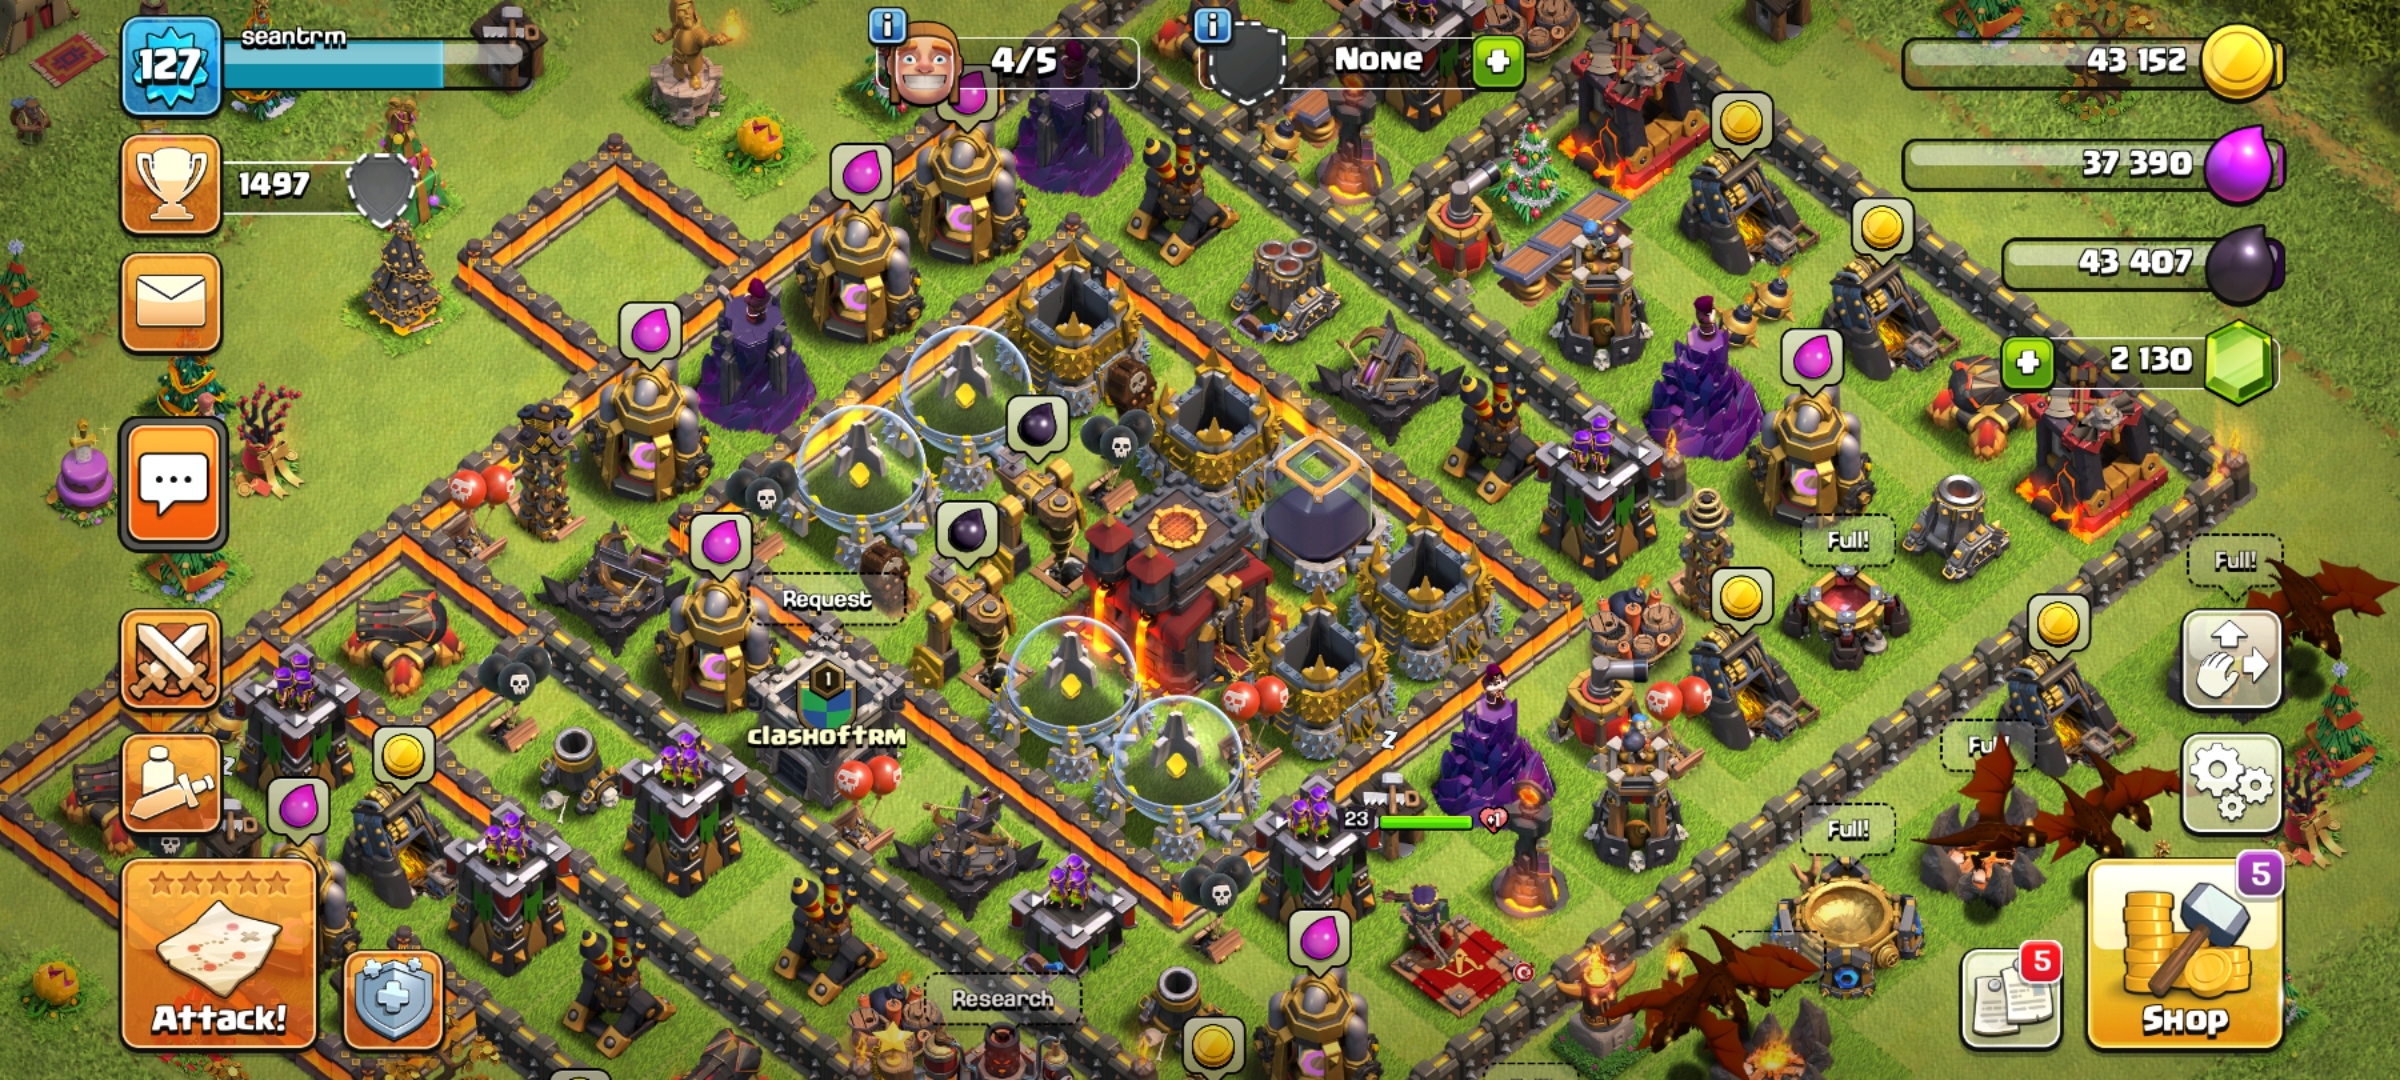 127
seantrm
4/5
None
43 152
1497
37 390
43 407
2 130
Full!
Full!
Request
1
clashoftRM
z
z
Full!
23
+1
Full!
5
5
Research
Attack!
Shop